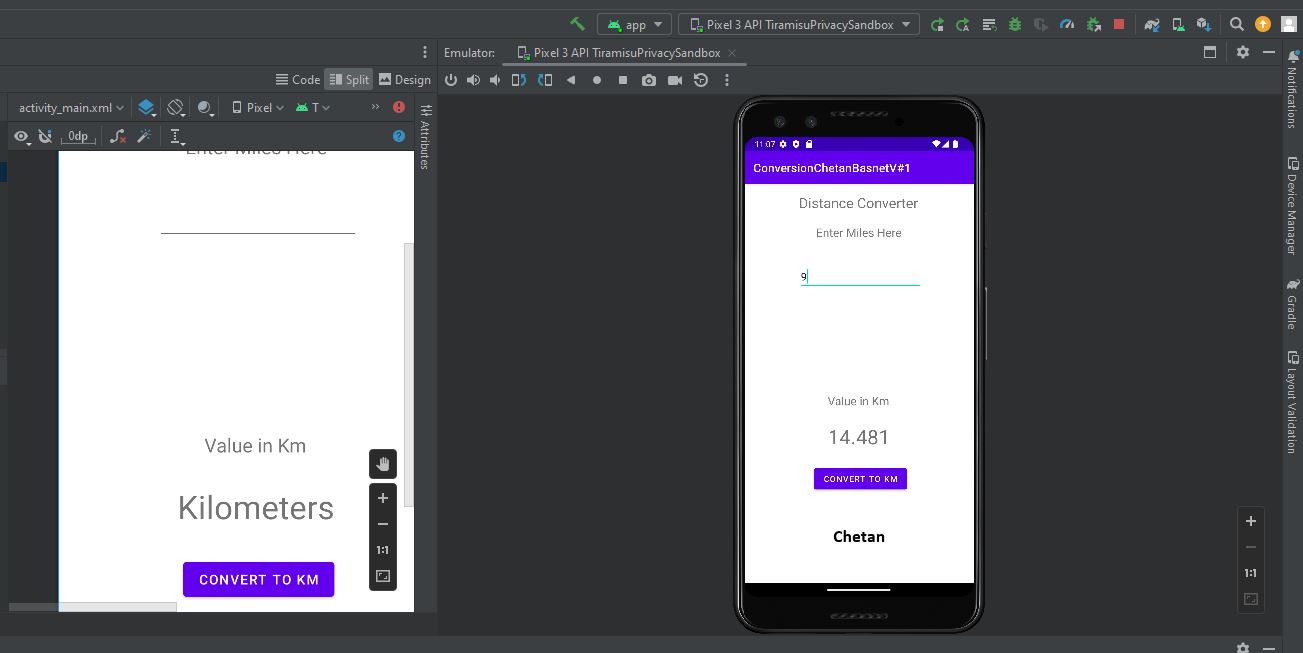 app
Pixel 3 API TiramisuPrivacySandbox
Emulator:
Pixel 3 API TiramisuPrivacySandbox
Code
Split
Design
activity_main.xml
Pixel
T
0dp
Attributes
Enter Miles Here
Value in Km
Kilometers
CONVERT TO KM
1:1
11:07
ConversionChetanBasnetV#1
Distance Converter
Enter Miles Here
9
Value in Km
14.481
CONVERT TO KM
Chetan
1:1
Notifications
Device Manager
Gradle
Layout Validation